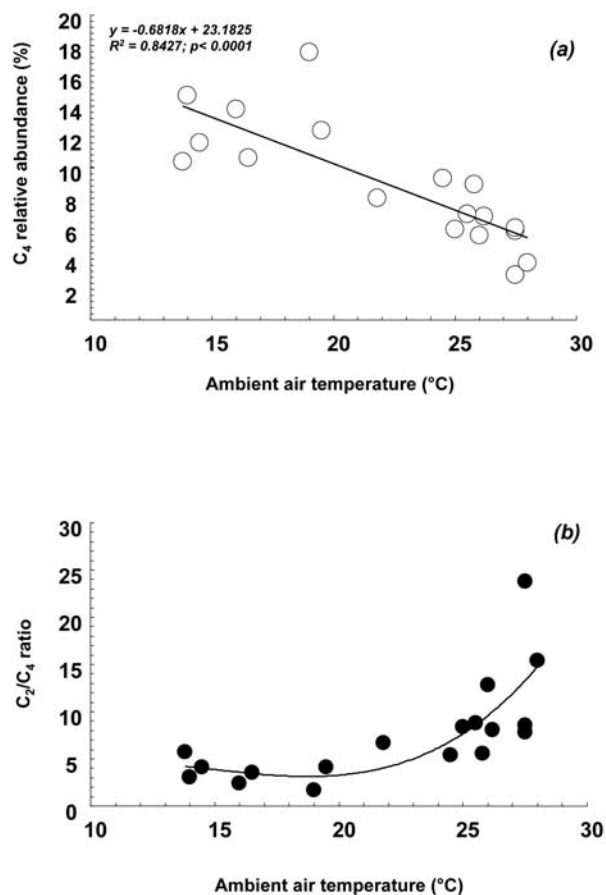 y = -0.6818x + 23.1825
R² = 0.8427; p< 0.0001
(a)
C₄ relative abundance (%)
20
18
16
14
12
10
8
6
4
2
10 15 20 25 30
Ambient air temperature (°C)
(b)
C₂/C₄ ratio
30
25
20
15
10
5
0
10 15 20 25 30
Ambient air temperature (°C)